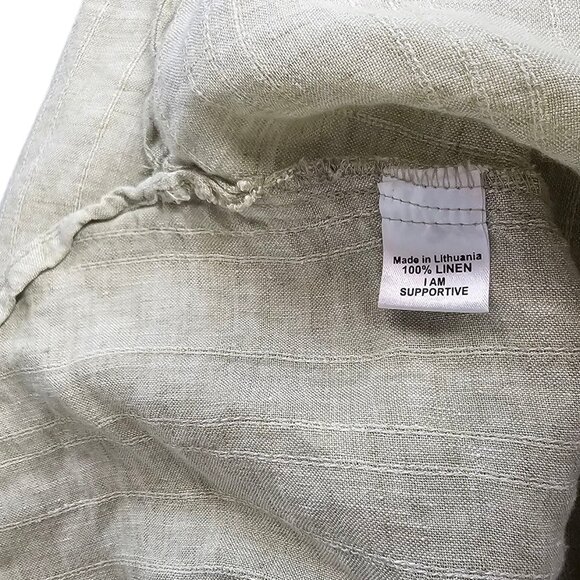 Made in Lithuania
100% LINEN
I AM
SUPPORTIVE